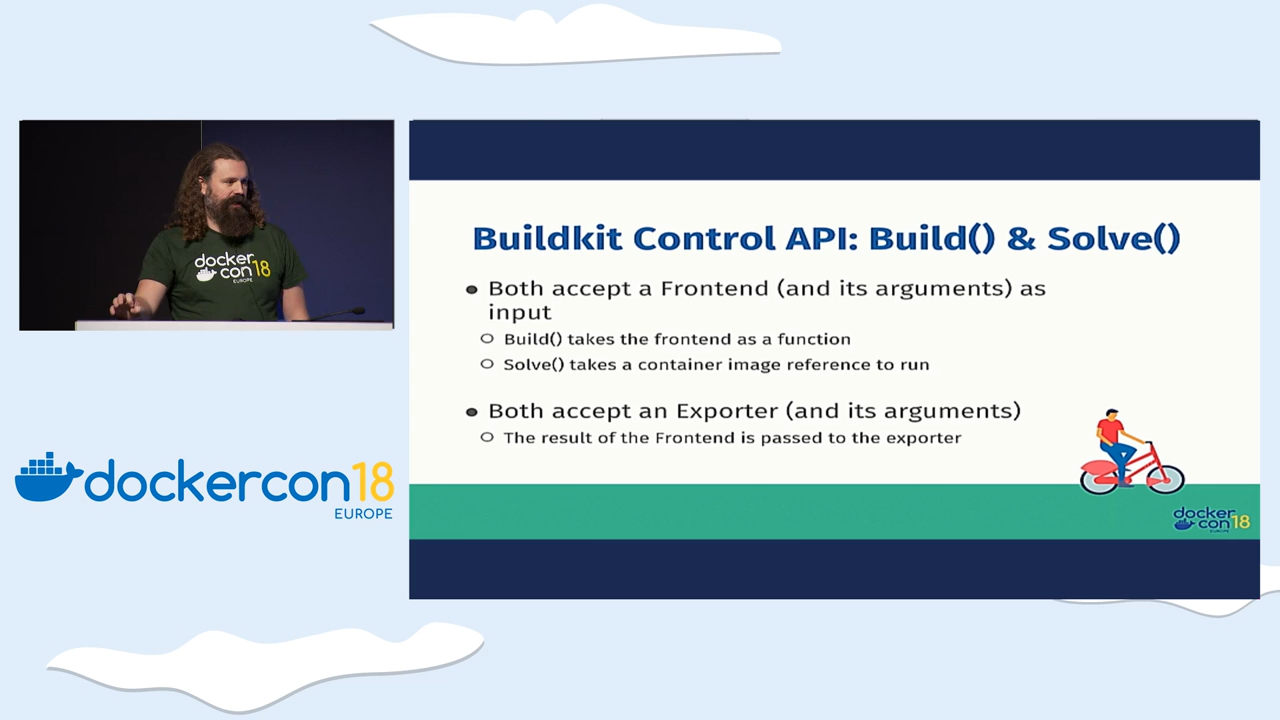 docker
con18
EUROPE
dockercon18
EUROPE
Buildkit Control API: Build() & Solve()
Both accept a Frontend (and its arguments) as
input
Build() takes the frontend as a function
Solve() takes a container image reference to run
Both accept an Exporter (and its arguments)
The result of the Frontend is passed to the exporter
docker
con18
EUROPE